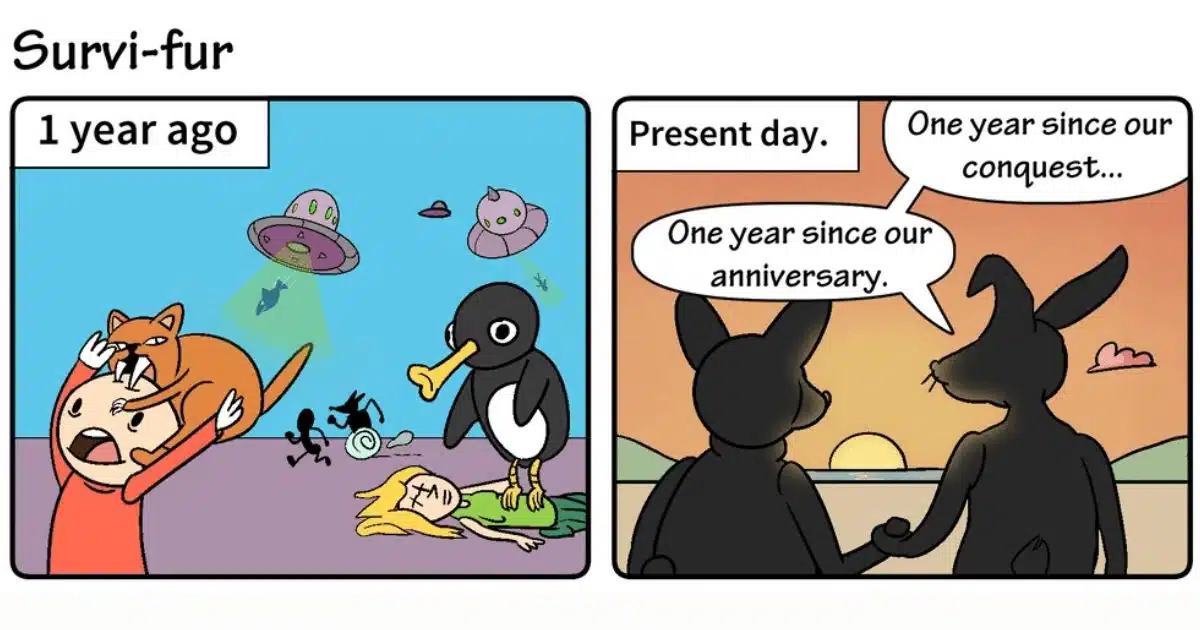 Survi-fur
1 year ago
Present day.
One year since our
conquest...
One year since our
anniversary.